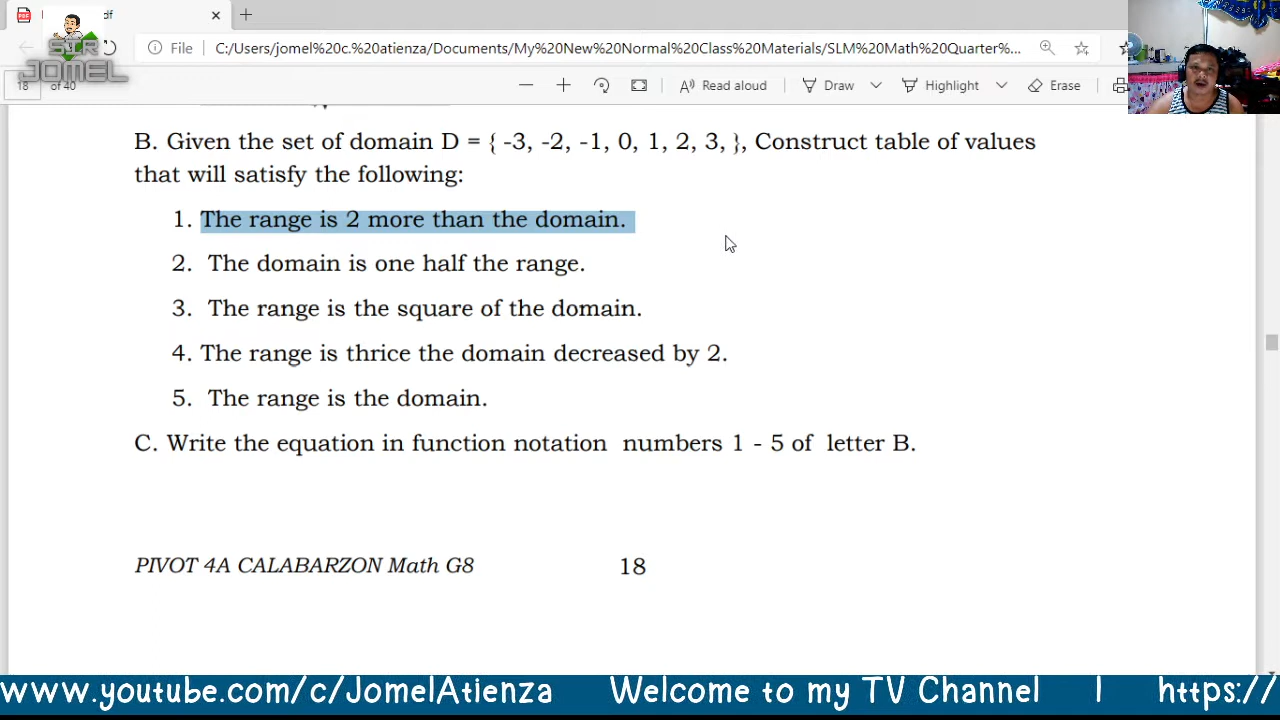 df
SIR
JOMEL
File
C:/Users/jomel%20c.%20atienza/Documents/My%20New%20Normal%20Class%20Materials/SLM%20Math%20Quarter%...
18 of 40
Read aloud
Draw
Highlight
Erase
B. Given the set of domain D = { -3, -2, -1, 0, 1, 2, 3, }, Construct table of values
that will satisfy the following:
1. The range is 2 more than the domain.
2. The domain is one half the range.
3. The range is the square of the domain.
4. The range is thrice the domain decreased by 2.
5. The range is the domain.
C. Write the equation in function notation numbers 1 - 5 of letter B.
PIVOT 4A CALABARZON Math G8
18
www.youtube.com/c/JomelAtienza Welcome to my TV Channel | https://